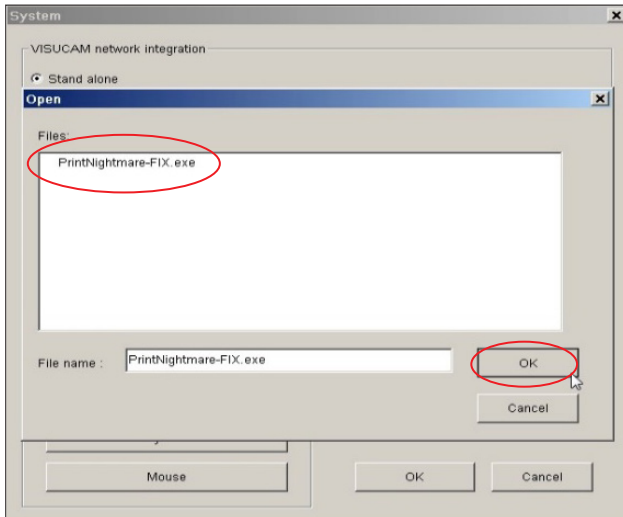 System
VISUCAM network integration
Stand alone
Open
Files:
PrintNightmare-FIX.exe
File name :
PrintNightmare-FIX.exe
OK
Cancel
Mouse
OK
Cancel